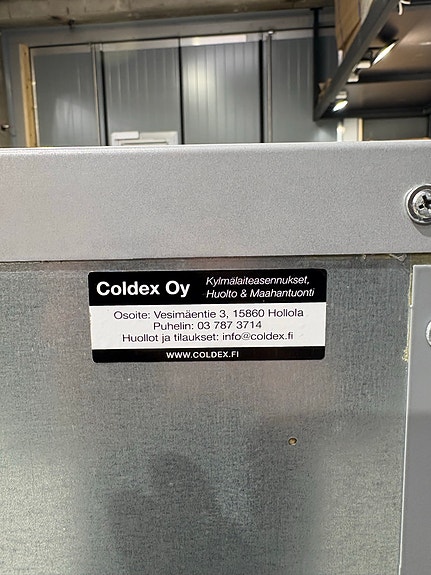 Coldex Oy
Kylmälaiteasennukset,
Huolto & Maahantuonti
Osoite: Vesimäentie 3, 15860 Hollola
Puhelin: 03 787 3714
Huollot ja tilaukset: info@coldex.fi
WWW.COLDEX.FI